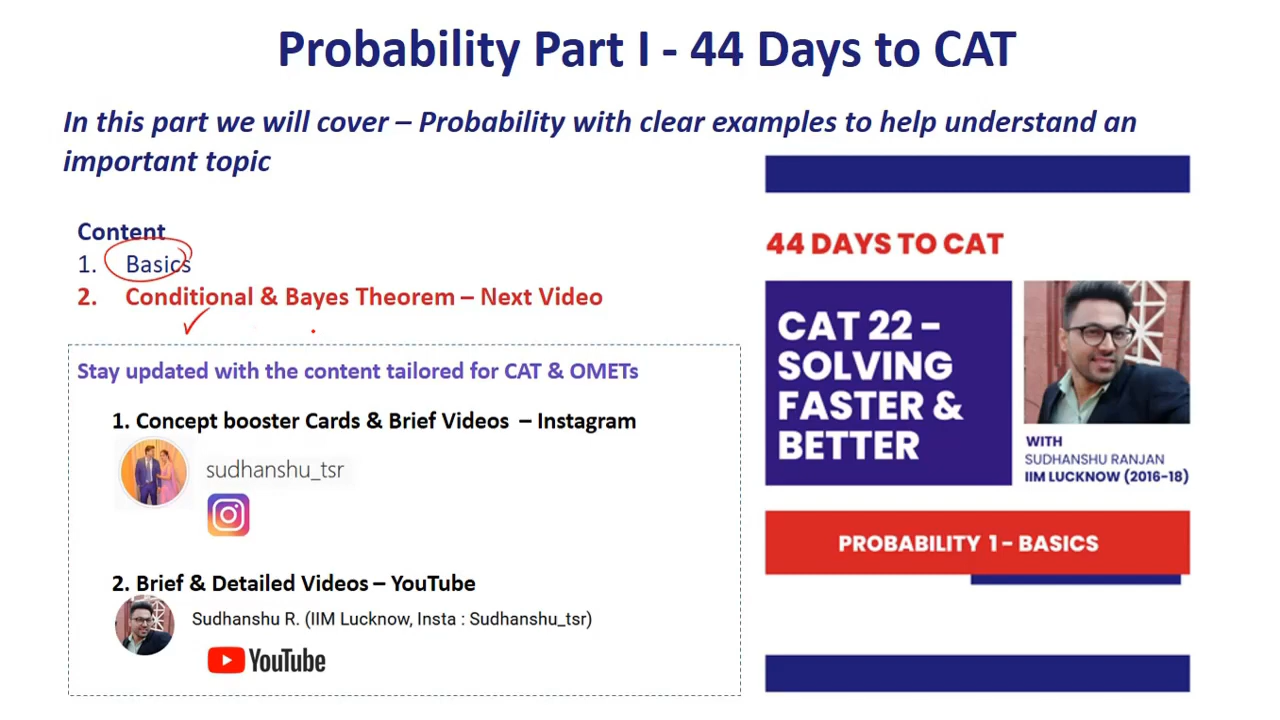 Probability Part I - 44 Days to CAT
In this part we will cover – Probability with clear examples to help understand an
important topic
Content
1. Basics
2. Conditional & Bayes Theorem – Next Video
Stay updated with the content tailored for CAT & OMETs
1. Concept booster Cards & Brief Videos – Instagram
sudhanshu_tsr
2. Brief & Detailed Videos – YouTube
Sudhanshu R. (IIM Lucknow, Insta : Sudhanshu_tsr)
YouTube
44 DAYS TO CAT
CAT 22 –
SOLVING
FASTER &
BETTER
WITH
SUDHANSHU RANJAN
IIM LUCKNOW (2016-18)
PROBABILITY 1 - BASICS